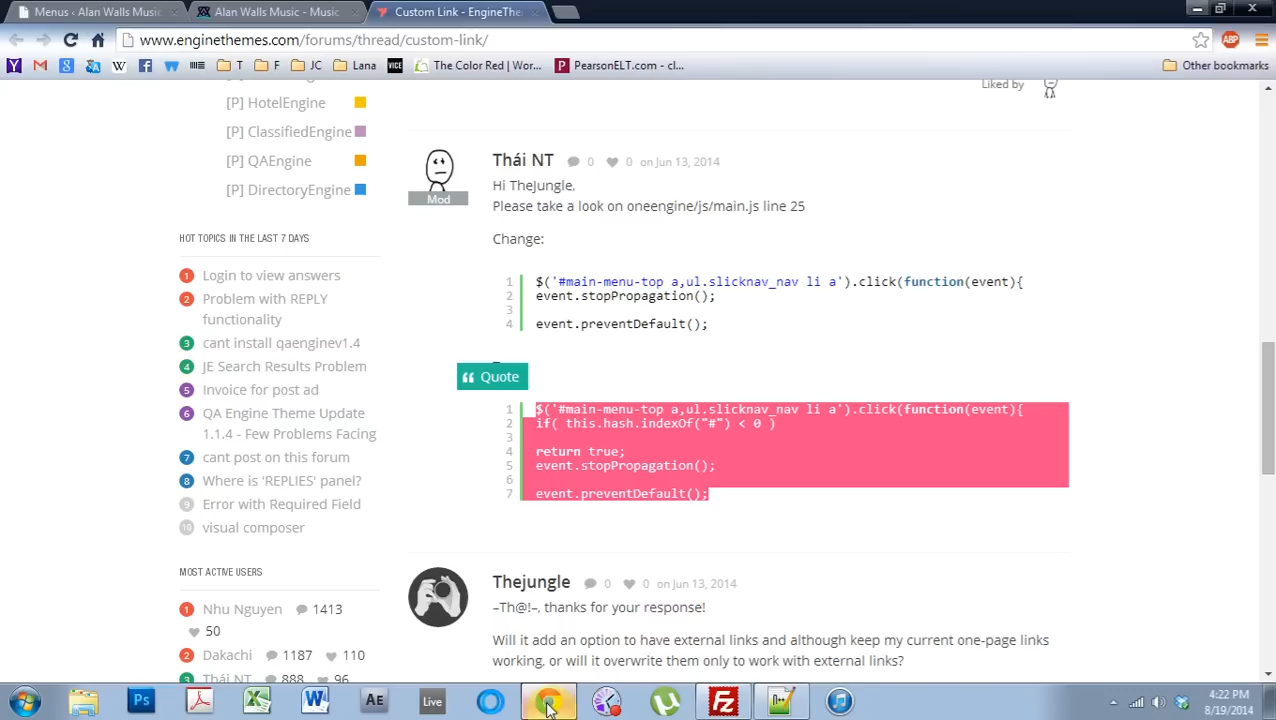 Menus ‹ Alan Walls Music
Alan Walls Music - Music
Custom Link - EngineThe
www.enginethemes.com/forums/thread/custom-link/
ABP
T
F
JC
Lana
VICE
The Color Red [Wor...
PearsonELT.com - cl...
Other bookmarks
[P] HotelEngine
[P] ClassifiedEngine
[P] QAEngine
[P] DirectoryEngine
HOT TOPICS IN THE LAST 7 DAYS
1 Login to view answers
2 Problem with REPLY
functionality
3 cant install qaenginev1.4
4 JE Search Results Problem
5 Invoice for post ad
6 QA Engine Theme Update
1.1.4 - Few Problems Facing
7 cant post on this forum
8 Where is 'REPLIES' panel?
9 Error with Required Field
10 visual composer
MOST ACTIVE USERS
1 Nhu Nguyen 1413
50
2 Dakachi 1187 110
3 Thái NT 888 96
Liked by
Mod
Thái NT 0 0 on Jun 13, 2014
Hi TheJungle,
Please take a look on oneengine/js/main.js line 25
Change:
1 $('#main-menu-top a,ul.slicknav_nav li a').click(function(event){
2 event.stopPropagation();
3
4 event.preventDefault();
Quote
1 $('#main-menu-top a,ul.slicknav_nav li a').click(function(event){
2 if( this.hash.indexOf("#") < 0 )
3
4 return true;
5 event.stopPropagation();
6
7 event.preventDefault();
Thejungle 0 0 on Jun 13, 2014
–Th@!–, thanks for your response!
Will it add an option to have external links and although keep my current one-page links
working, or will it overwrite them only to work with external links?
Ps
Ae
Live
4:22 PM
8/19/2014